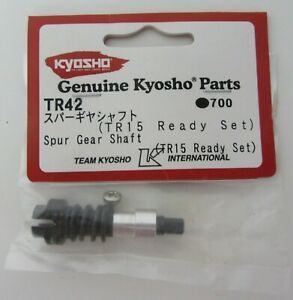 KYOSHO
Genuine Kyosho® Parts
TR42 ●700
スパーギヤシャフト
(TR15 Ready Set)
Spur Gear Shaft
(TR15 Ready Set)
TEAM KYOSHO K INTERNATIONAL